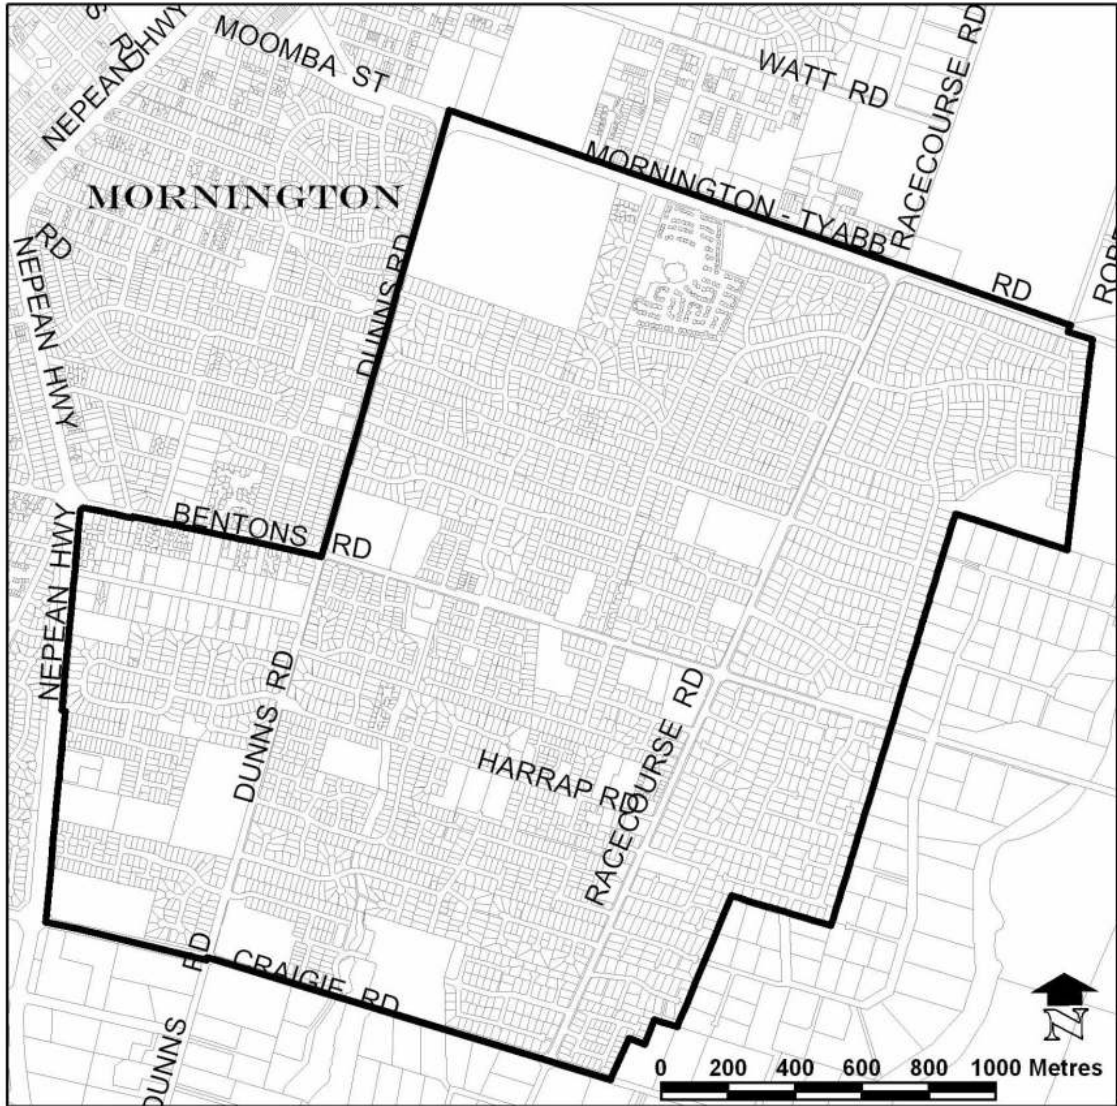 S RD
NEPEAN HWY
MOOMBA ST
WATT RD
RACECOURSE RD
MORNINGTON
MORNINGTON - TYABB RD
RD
NEPEAN HWY
DUNNS RD
BENTONS RD
NEPEAN HWY
DUNNS RD
HARRAP RD
RACECOURSE RD
CRAIGIE RD
DUNNS RD
N
0 200 400 600 800 1000 Metres